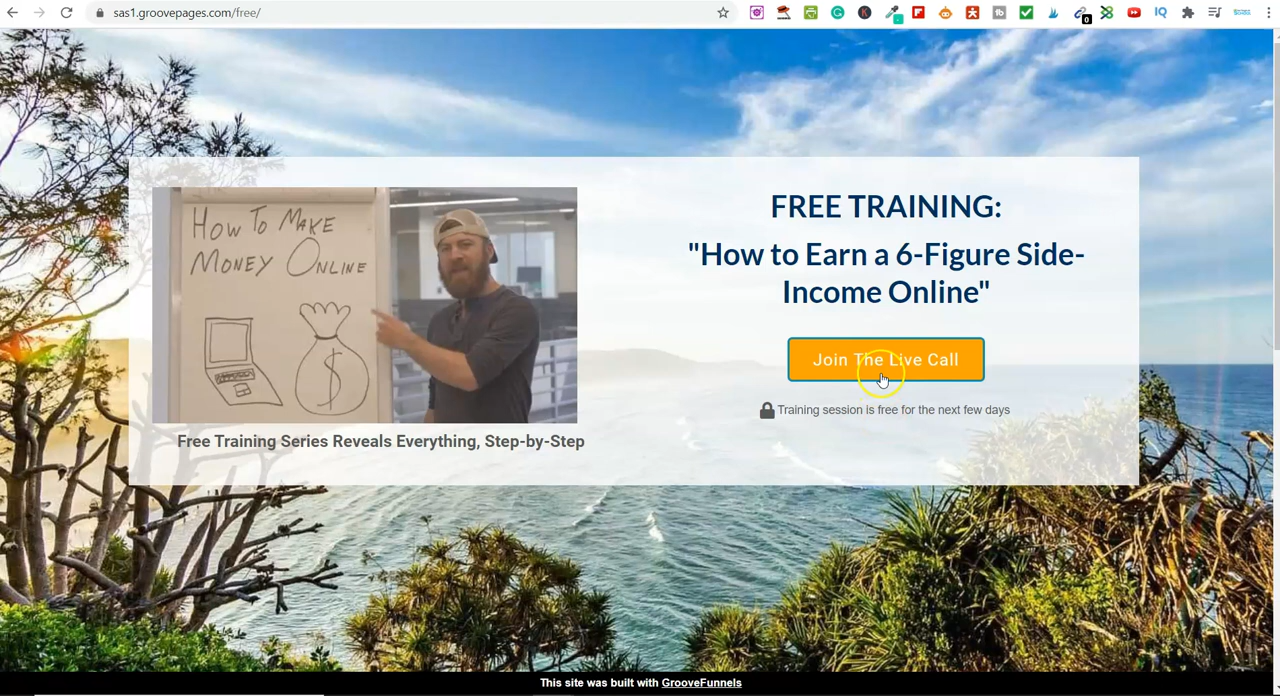 sas1.groovepages.com/free/
HOW TO MAKE
MONEY ONLINE
$
Free Training Series Reveals Everything, Step-by-Step
FREE TRAINING:
"How to Earn a 6-Figure Side-
Income Online"
Join The Live Call
Training session is free for the next few days
This site was built with GrooveFunnels